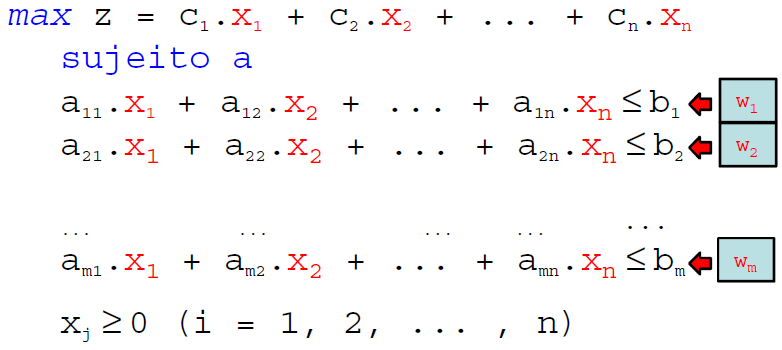 max z = c₁.x₁ + c₂.x₂ + ... + cₙ.xₙ
sujeito a
a₁₁.x₁ + a₁₂.x₂ + ... + a₁ₙ.xₙ ≤ b₁ w₁
a₂₁.x₁ + a₂₂.x₂ + ... + a₂ₙ.xₙ ≤ b₂ w₂
... ... ... ... ...
aₘ₁.x₁ + aₘ₂.x₂ + ... + aₘₙ.xₙ ≤ bₘ wₘ
xⱼ ≥ 0 (i = 1, 2, ... , n)